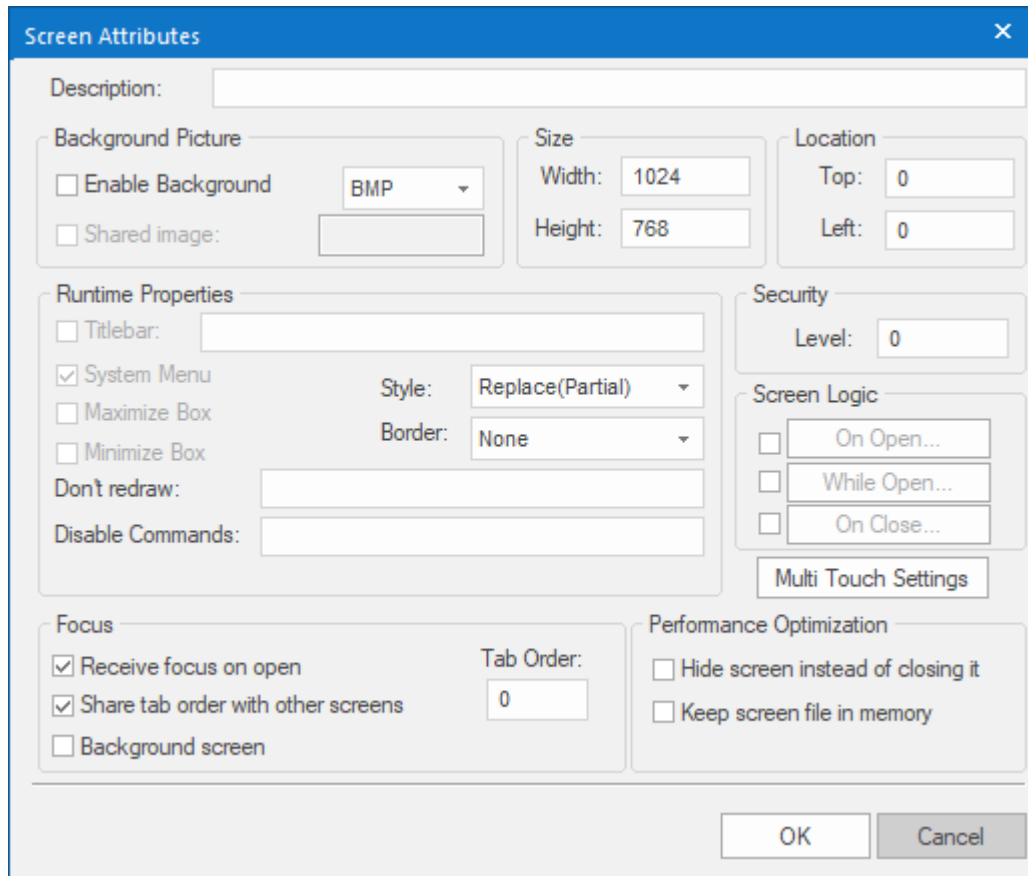 Screen Attributes
Description:
Background Picture
Enable Background
BMP
Shared image:
Size
Width: 1024
Height: 768
Location
Top: 0
Left: 0
Runtime Properties
Titlebar:
System Menu
Maximize Box
Minimize Box
Style: Replace(Partial)
Border: None
Don't redraw:
Disable Commands:
Security
Level: 0
Screen Logic
On Open...
While Open...
On Close...
Multi Touch Settings
Focus
Receive focus on open
Share tab order with other screens
Background screen
Tab Order:
0
Performance Optimization
Hide screen instead of closing it
Keep screen file in memory
OK
Cancel